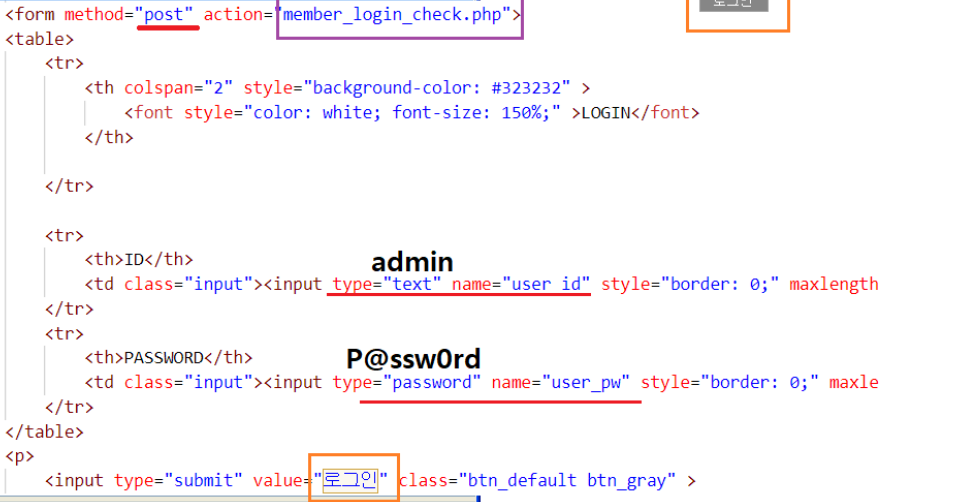 <form method="post" action="member_login_check.php">
로그인
<table>
<tr>
<th colspan="2" style="background-color: #323232" >
<font style="color: white; font-size: 150%;" >LOGIN</font>
</th>
</tr>
<tr>
<th>ID</th>
admin
<td class="input"><input type="text" name="user_id" style="border: 0;" maxlength
</tr>
<tr>
<th>PASSWORD</th>
P@ssw0rd
<td class="input"><input type="password" name="user_pw" style="border: 0;" maxle
</tr>
</table>
<p>
<input type="submit" value="로그인" class="btn_default btn_gray" >